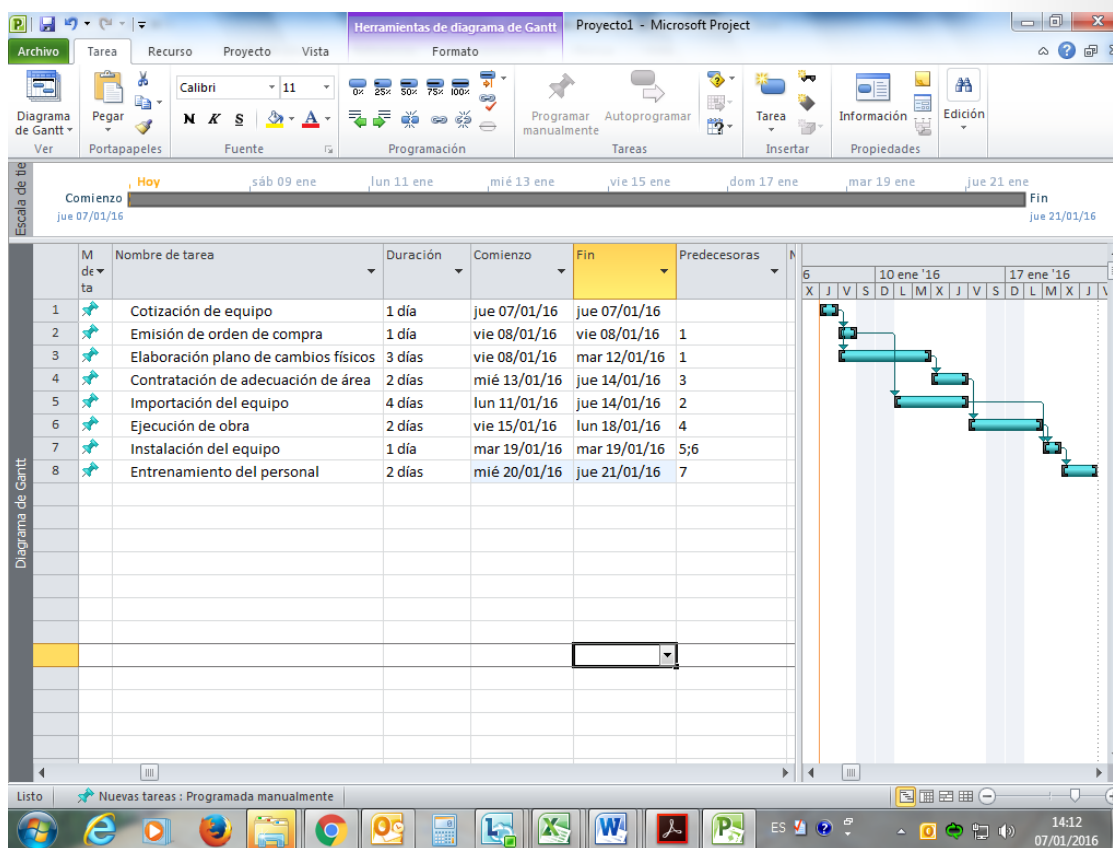 Herramientas de diagrama de Gantt
Proyecto1 - Microsoft Project
Archivo Tarea Recurso Proyecto Vista Formato
Calibri 11
0% 25% 50% 75% 100%
Diagrama de Gantt
Pegar
N K S A
Programar manualmente
Autoprogramar
Tarea
Información
Edición
Ver Portapapeles Fuente Programación Tareas Insertar Propiedades
Escala de tie
Hoy sáb 09 ene lun 11 ene mié 13 ene vie 15 ene dom 17 ene mar 19 ene jue 21 ene
Comienzo Fin
jue 07/01/16 jue 21/01/16
M de ta Nombre de tarea Duración Comienzo Fin Predecesoras N
6 10 ene '16 17 ene '16
X J V S D L M X J V S D L M X J V
1 Cotización de equipo 1 día jue 07/01/16 jue 07/01/16
2 Emisión de orden de compra 1 día vie 08/01/16 vie 08/01/16 1
3 Elaboración plano de cambios físicos 3 días vie 08/01/16 mar 12/01/16 1
4 Contratación de adecuación de área 2 días mié 13/01/16 jue 14/01/16 3
5 Importación del equipo 4 días lun 11/01/16 jue 14/01/16 2
6 Ejecución de obra 2 días vie 15/01/16 lun 18/01/16 4
7 Instalación del equipo 1 día mar 19/01/16 mar 19/01/16 5;6
8 Entrenamiento del personal 2 días mié 20/01/16 jue 21/01/16 7
Diagrama de Gantt
Listo Nuevas tareas : Programada manualmente
ES 14:12
07/01/2016